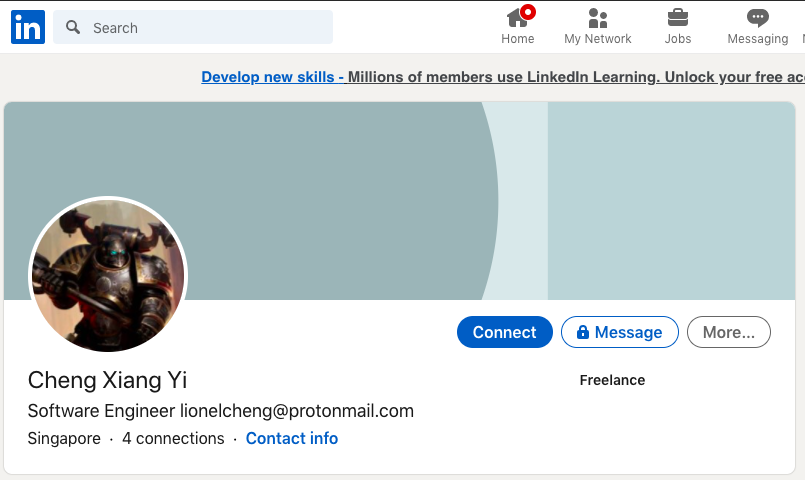 in Search
Home My Network Jobs Messaging
Develop new skills - Millions of members use LinkedIn Learning. Unlock your free ac
Connect Message More...
Cheng Xiang Yi
Freelance
Software Engineer lionelcheng@protonmail.com
Singapore · 4 connections · Contact info